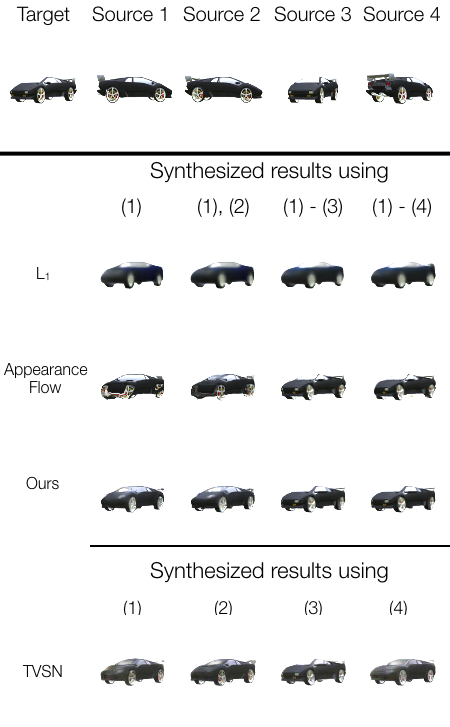 Target Source 1 Source 2 Source 3 Source 4
Synthesized results using
(1) (1), (2) (1) - (3) (1) - (4)
L₁
Appearance
Flow
Ours
Synthesized results using
(1) (2) (3) (4)
TVSN